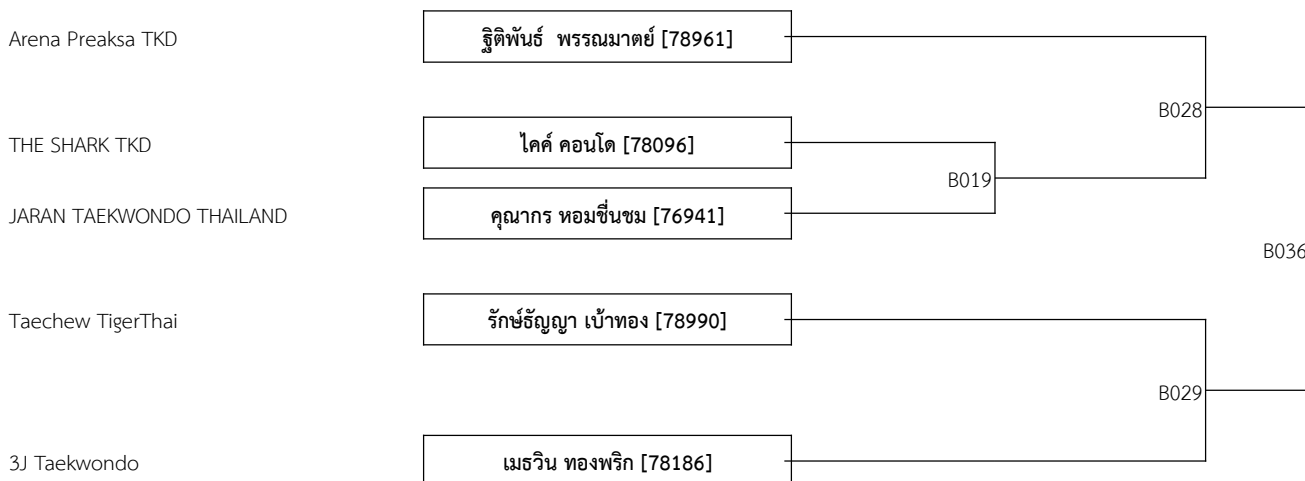 Arena Preaksa TKD
ฐิติพันธ์  พรรณมาตย์ [78961]
B028
THE SHARK TKD
ไคค์ คอนโด [78096]
B019
JARAN TAEKWONDO THAILAND
คุณากร หอมชื่นชม [76941]
B036
Taechew TigerThai
รักษ์ธัญญา เบ้าทอง [78990]
B029
3J Taekwondo
เมธวิน ทองพริก [78186]